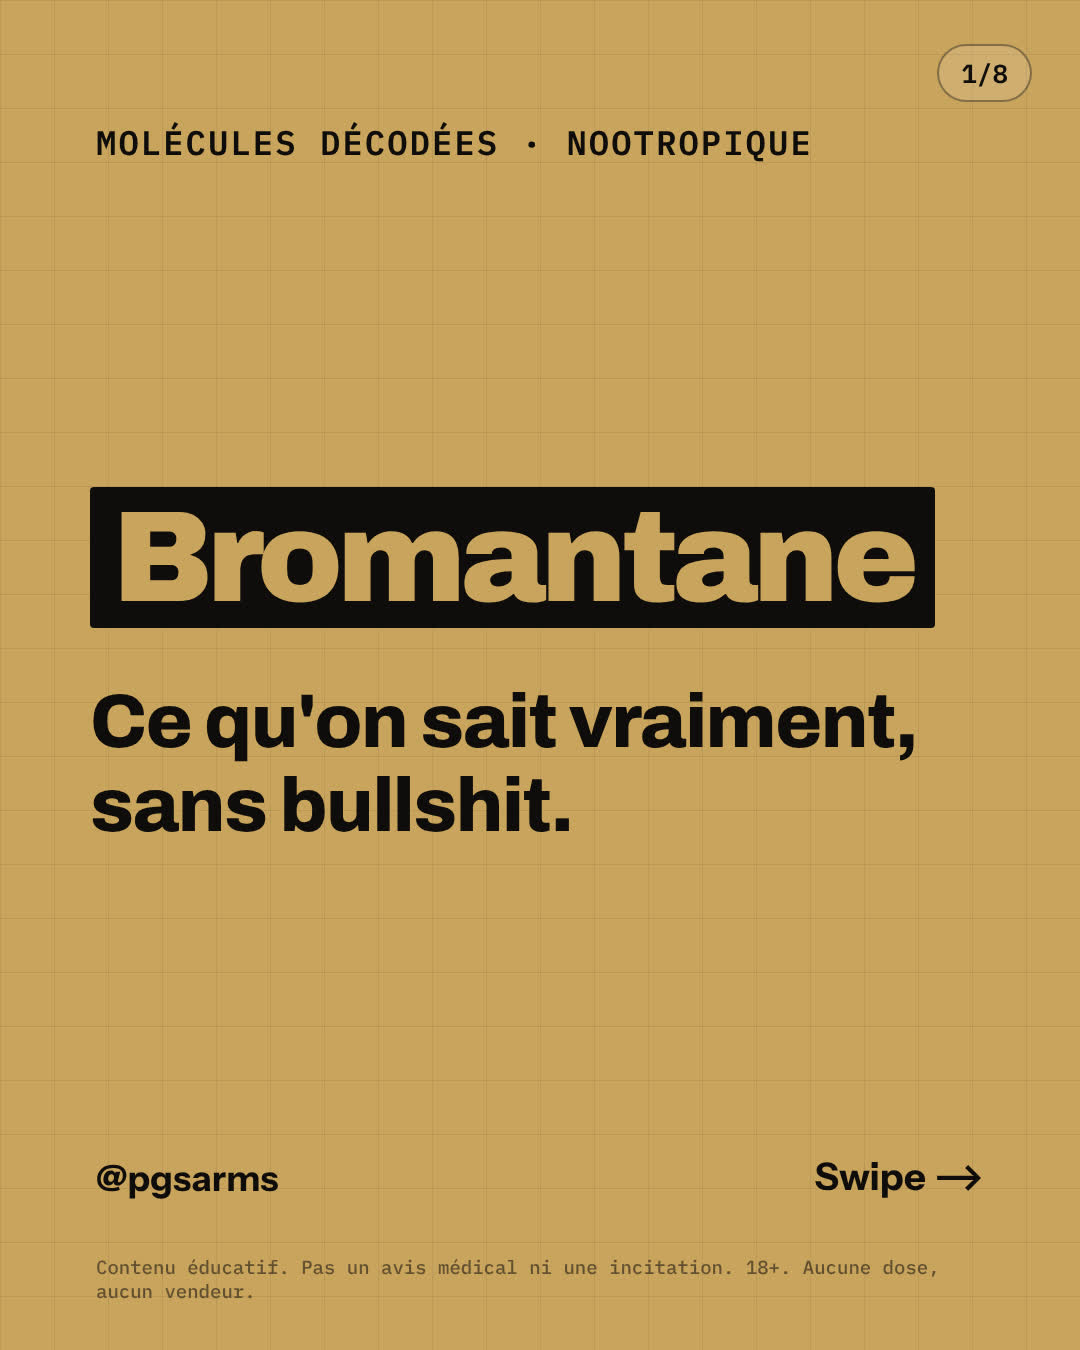 1/8
MOLÉCULES DÉCODÉES · NOOTROPIQUE
Bromantane
Ce qu'on sait vraiment,
sans bullshit.
@pgsarms
Swipe →
Contenu éducatif. Pas un avis médical ni une incitation. 18+. Aucune dose,
aucun vendeur.